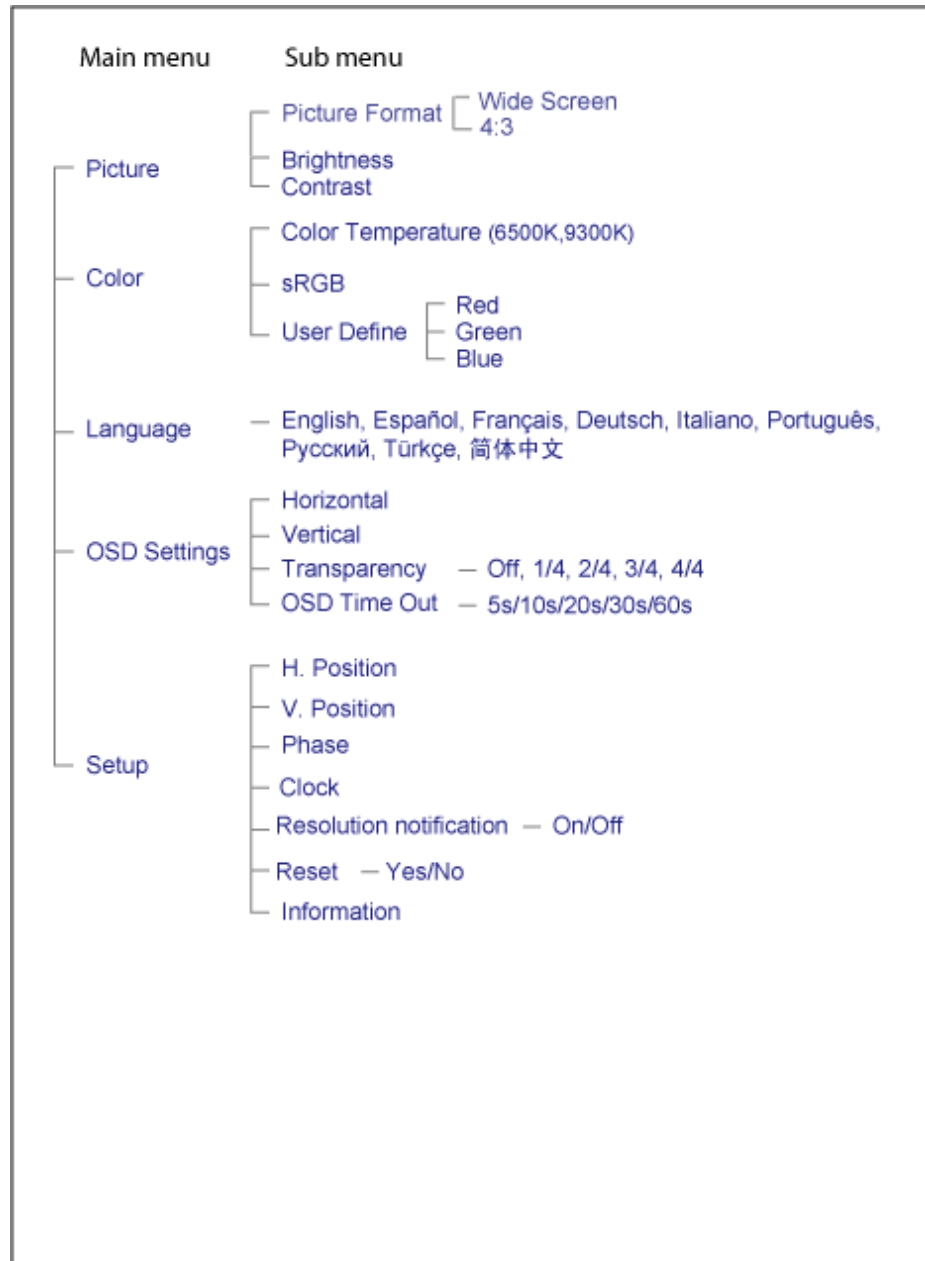 Main menu Sub menu
Picture Format Wide Screen
4:3
Picture Brightness
Contrast
Color Temperature (6500K,9300K)
Color sRGB
Red
User Define Green
Blue
Language English, Español, Français, Deutsch, Italiano, Português,
Русский, Türkçe, 简体中文
Horizontal
Vertical
OSD Settings Transparency Off, 1/4, 2/4, 3/4, 4/4
OSD Time Out 5s/10s/20s/30s/60s
H. Position
V. Position
Phase
Setup Clock
Resolution notification On/Off
Reset Yes/No
Information